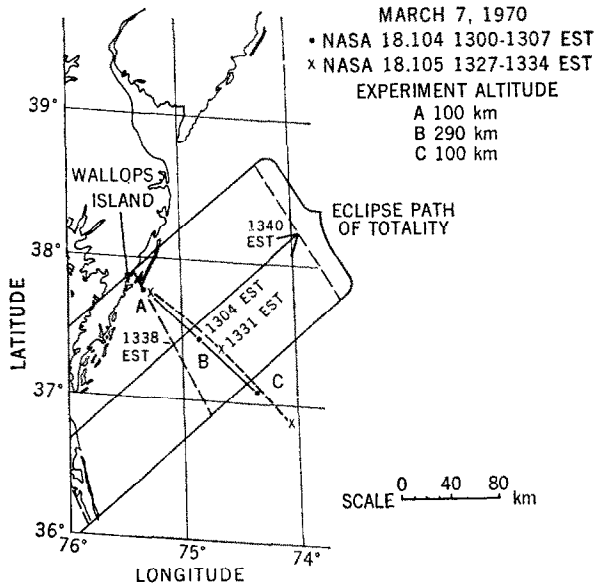 MARCH 7, 1970
• NASA 18.104 1300-1307 EST
x NASA 18.105 1327-1334 EST
EXPERIMENT ALTITUDE
A 100 km
B 290 km
C 100 km
39°
WALLOPS
ISLAND
ECLIPSE PATH
OF TOTALITY
1340
EST
38°
A
1304 EST
1331 EST
1338
EST
B
C
LATITUDE
37°
SCALE 0 40 80 km
36°
76° 75° 74°
LONGITUDE